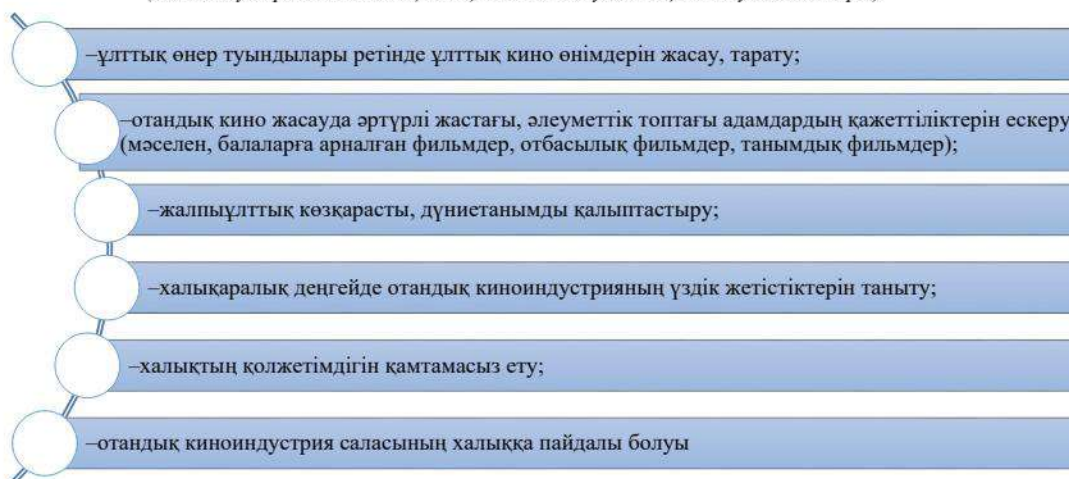 –ұлттық өнер туындылары ретінде ұлттық кино өнімдерін жасау, тарату;
–отандық кино жасауда әртүрлі жастағы, әлеуметтік топтағы адамдардың қажеттіліктерін ескеру
(мәселен, балаларға арналған фильмдер, отбасылық фильмдер, танымдық фильмдер);
–жалпыұлттық көзқарасты, дүниетанымды қалыптастыру;
–халықаралық деңгейде отандық киноиндустрияның үздік жетістіктерін таныту;
–халықтың қолжетімдігін қамтамасыз ету;
–отандық киноиндустрия саласының халыққа пайдалы болуы